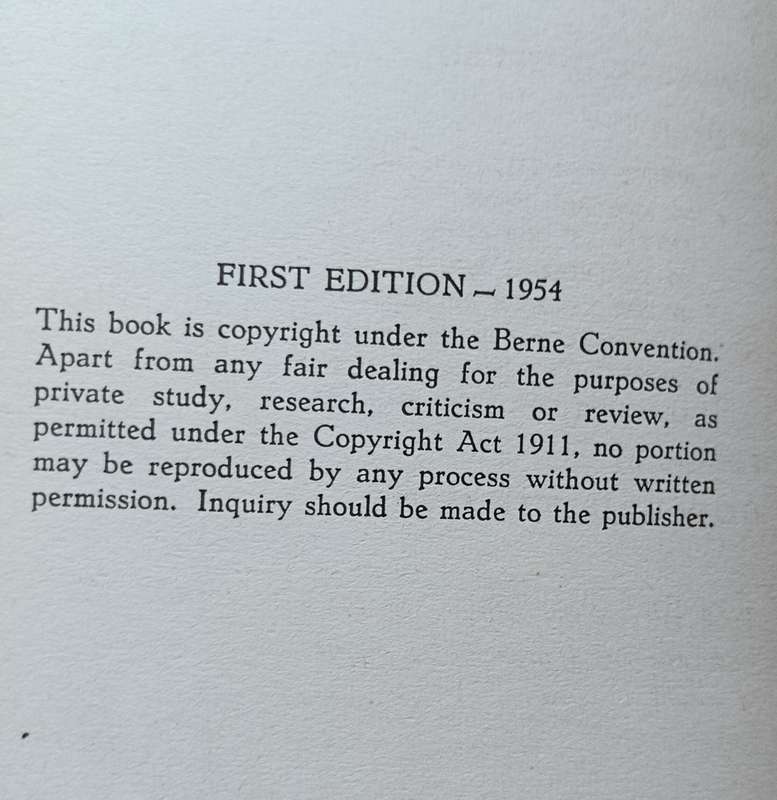 FIRST EDITION — 1954
This book is copyright under the Berne Convention.
Apart from any fair dealing for the purposes of
private study, research, criticism or review, as
permitted under the Copyright Act 1911, no portion
may be reproduced by any process without written
permission. Inquiry should be made to the publisher.